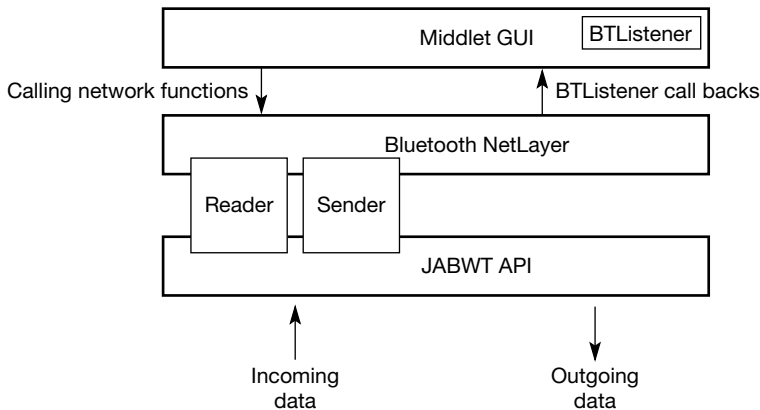 Middlet GUI
BTListener
Calling network functions
BTListener call backs
Bluetooth NetLayer
Reader
Sender
JABWT API
Incoming
data
Outgoing
data